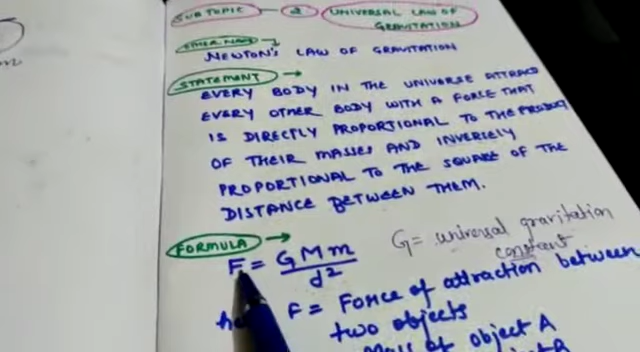 SUB TOPIC - 2 UNIVERSAL LAW OF
GRAVITATION
OTHER NAME →
NEWTON'S LAW OF GRAVITATION
STATEMENT →
EVERY BODY IN THE UNIVERSE ATTRACT
EVERY OTHER BODY WITH A FORCE THAT
IS DIRECTLY PROPORTIONAL TO THE PRODUCT
OF THEIR MASSES AND INVERSELY
PROPORTIONAL TO THE SQUARE OF THE
DISTANCE BETWEEN THEM.
FORMULA →
F = GMm/d²
G = universal gravitation
constant
F = Force of attraction between
two objects
Mass of object A